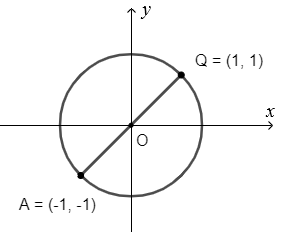 y
Q = (1, 1)
x
O
A = (-1, -1)